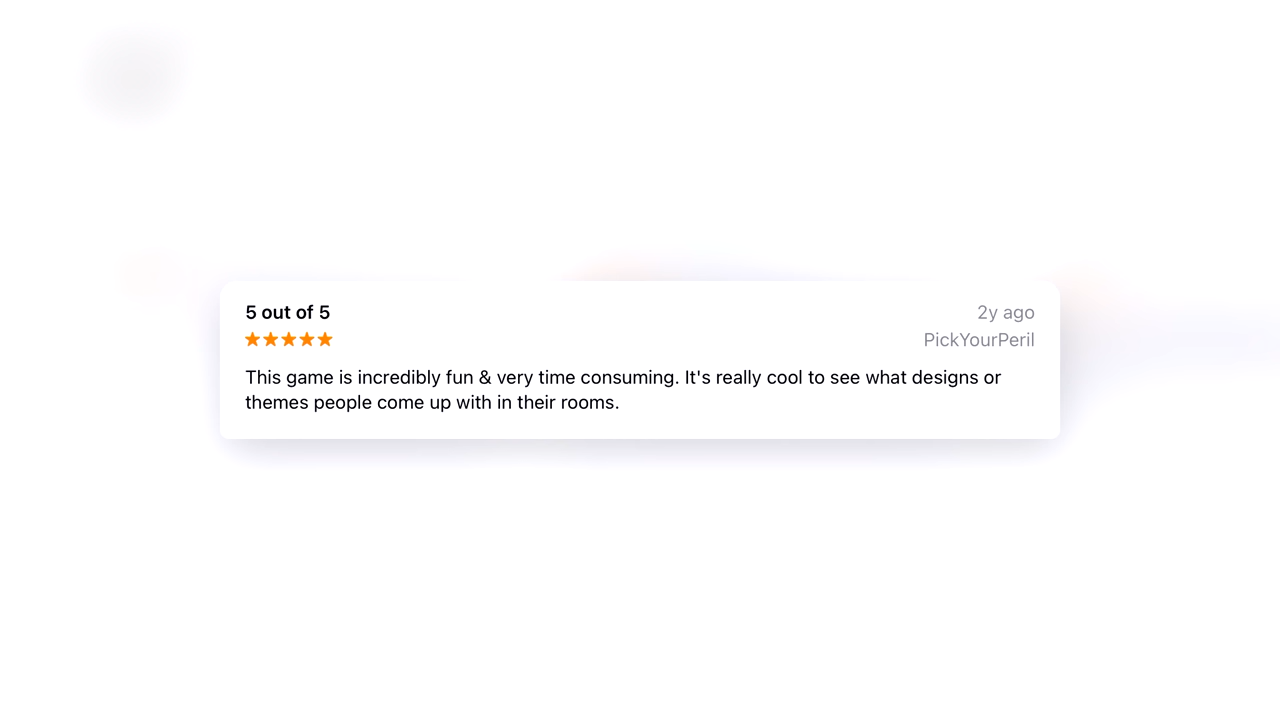 5 out of 5
2y ago
PickYourPeril
This game is incredibly fun & very time consuming. It's really cool to see what designs or
themes people come up with in their rooms.